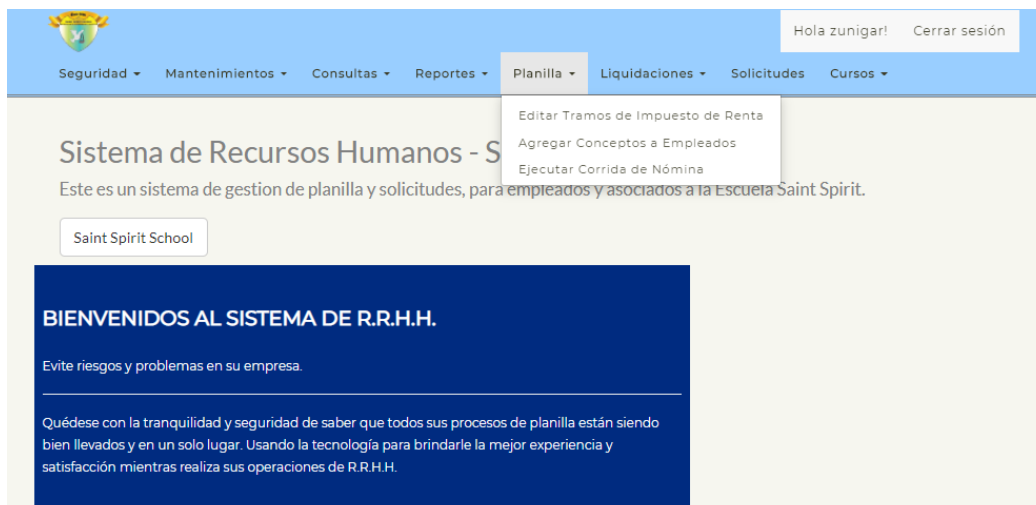 Hola zunigar! Cerrar sesión
Seguridad Mantenimientos Consultas Reportes Planilla Liquidaciones Solicitudes Cursos
Editar Tramos de Impuesto de Renta
Agregar Conceptos a Empleados
Ejecutar Corrida de Nómina
Sistema de Recursos Humanos - S
Este es un sistema de gestion de planilla y solicitudes, para empleados y asociados a la Escuela Saint Spirit.
Saint Spirit School
BIENVENIDOS AL SISTEMA DE R.R.H.H.
Evite riesgos y problemas en su empresa.
Quédese con la tranquilidad y seguridad de saber que todos sus procesos de planilla están siendo
bien llevados y en un solo lugar. Usando la tecnología para brindarle la mejor experiencia y
satisfacción mientras realiza sus operaciones de R.R.H.H.